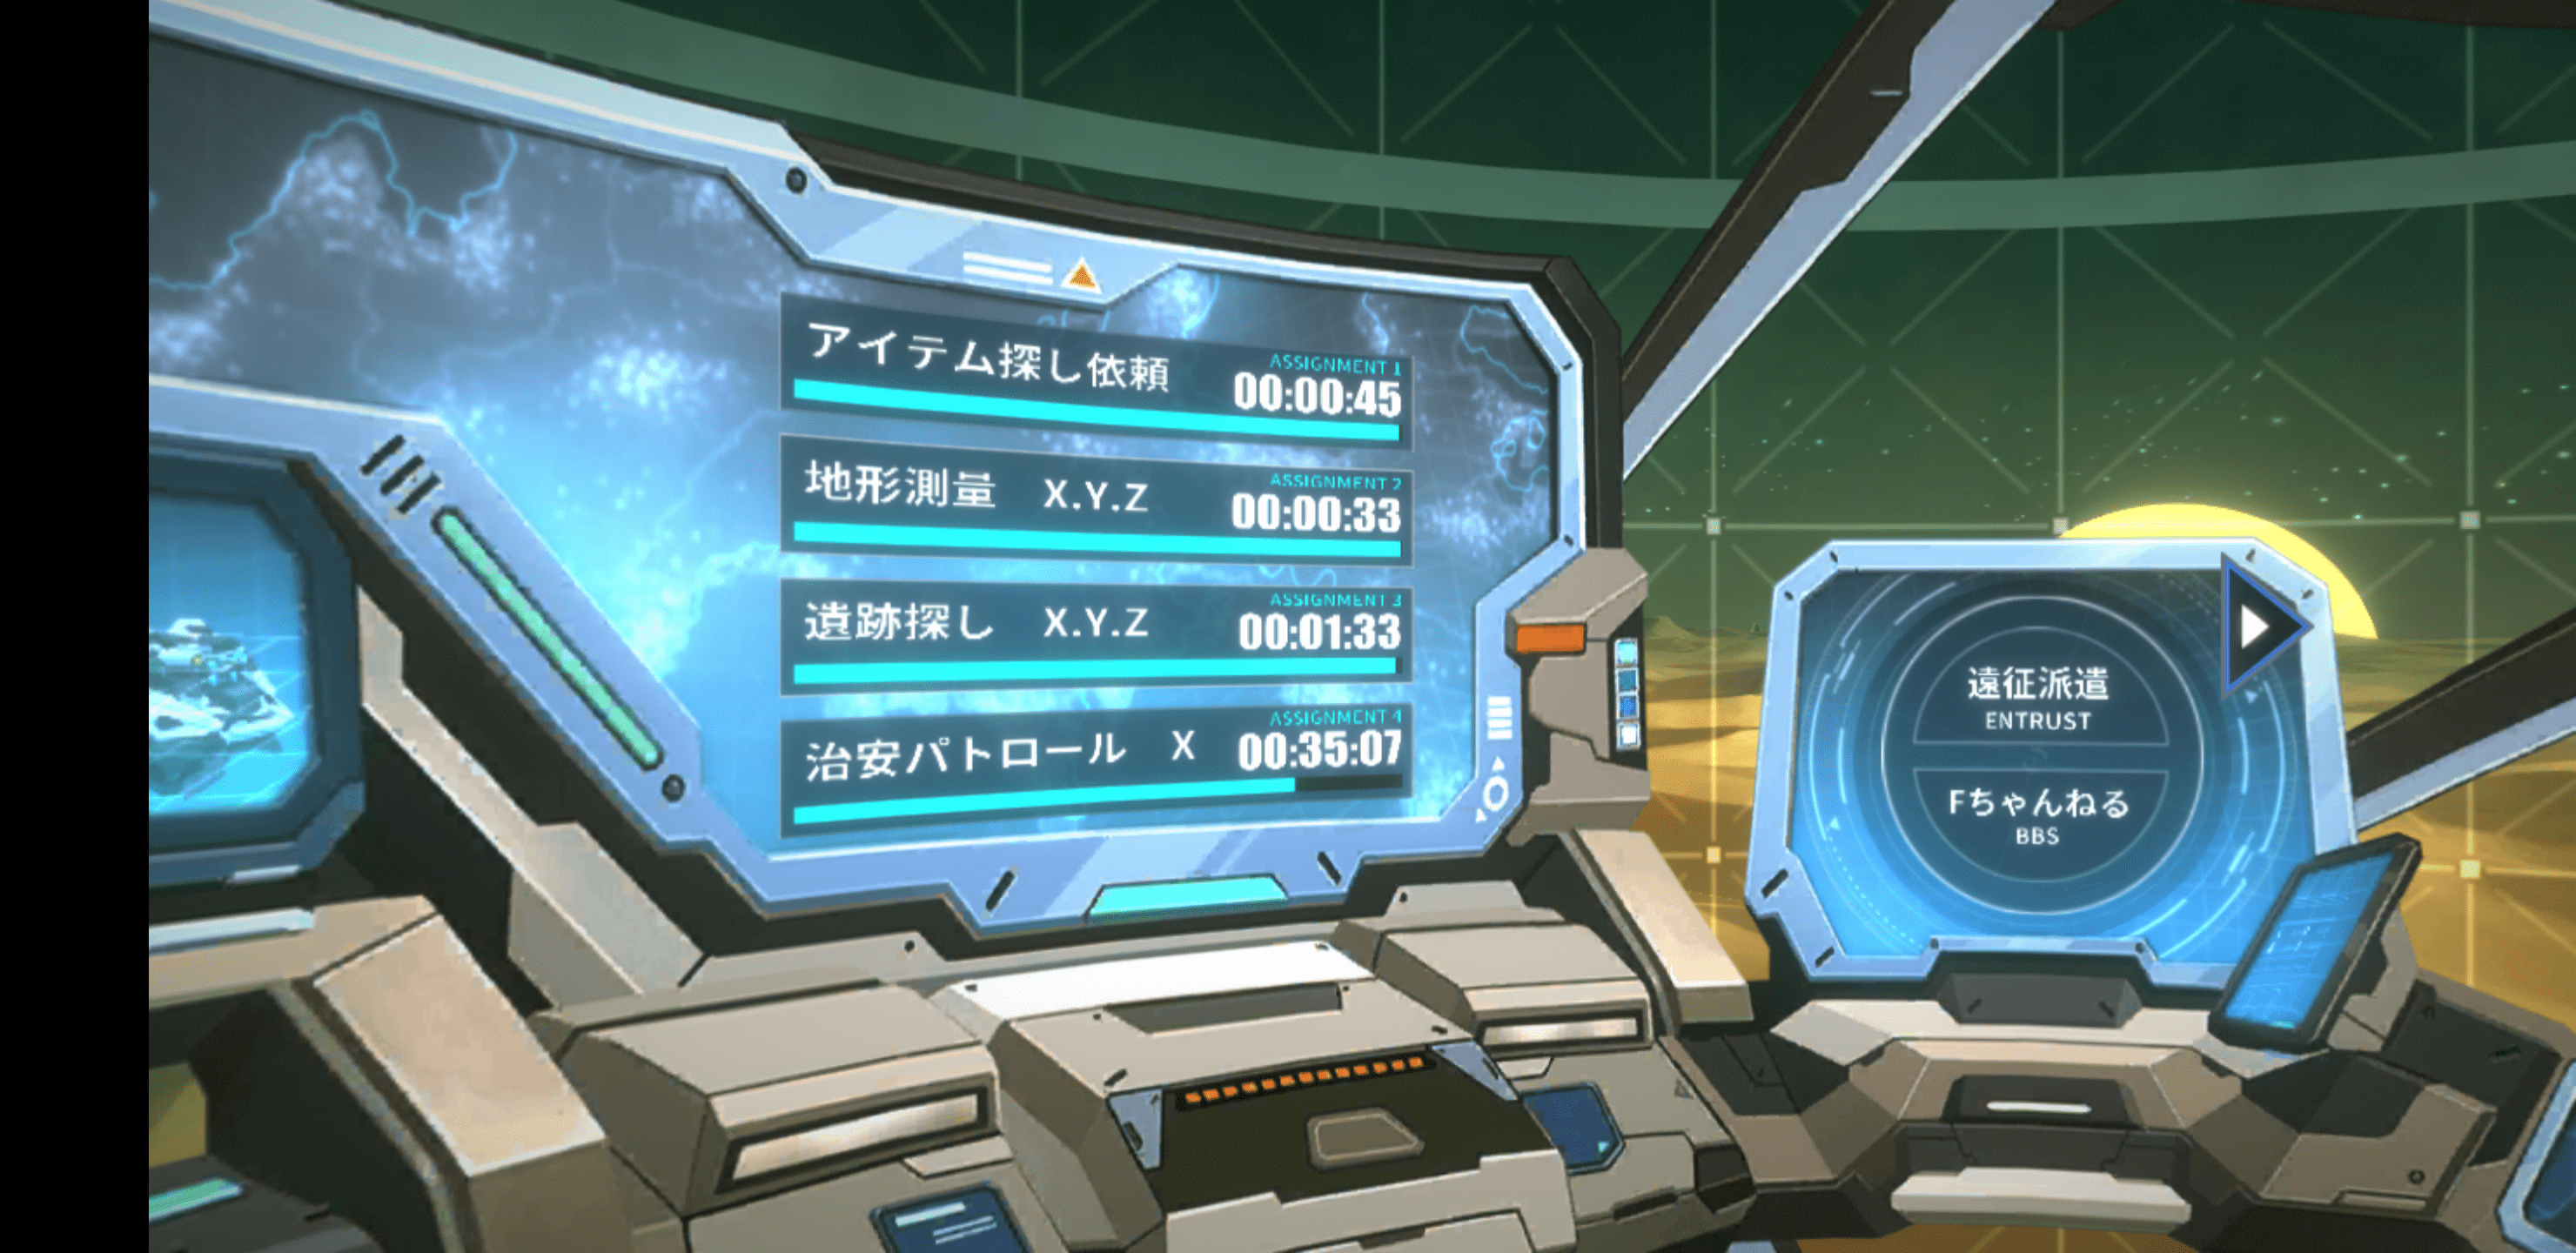 アイテム探し依頼
ASSIGNMENT 1
00:00:45
地形測量　X.Y.Z
ASSIGNMENT 2
00:00:33
遺跡探し　X.Y.Z
ASSIGNMENT 3
00:01:33
治安パトロール　X
ASSIGNMENT 4
00:35:07
遠征派遣
ENTRUST
Fちゃんねる
BBS